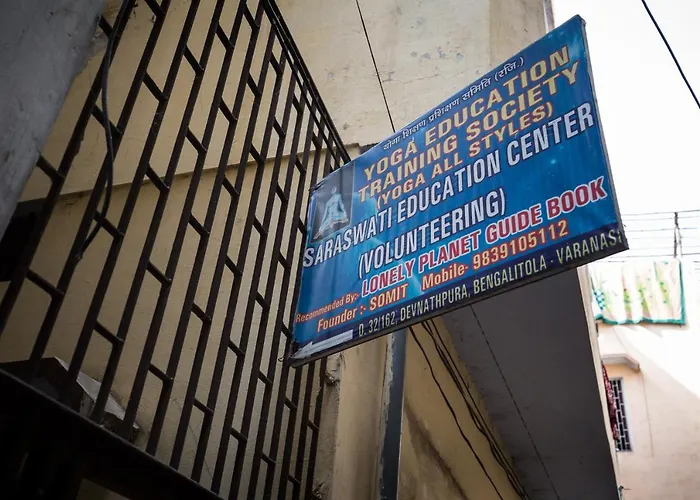 योगा शिक्षण प्रशिक्षण समिति (रजि.)
YOGA EDUCATION
TRAINING SOCIETY
(YOGA ALL STYLES)
SARASWATI EDUCATION CENTER
(VOLUNTEERING)
Recommended By:- LONELY PLANET GUIDE BOOK
Founder :- SOMIT Mobile- 9839105112
D. 32/162, DEVNATHPURA, BENGALITOLA - VARANASI